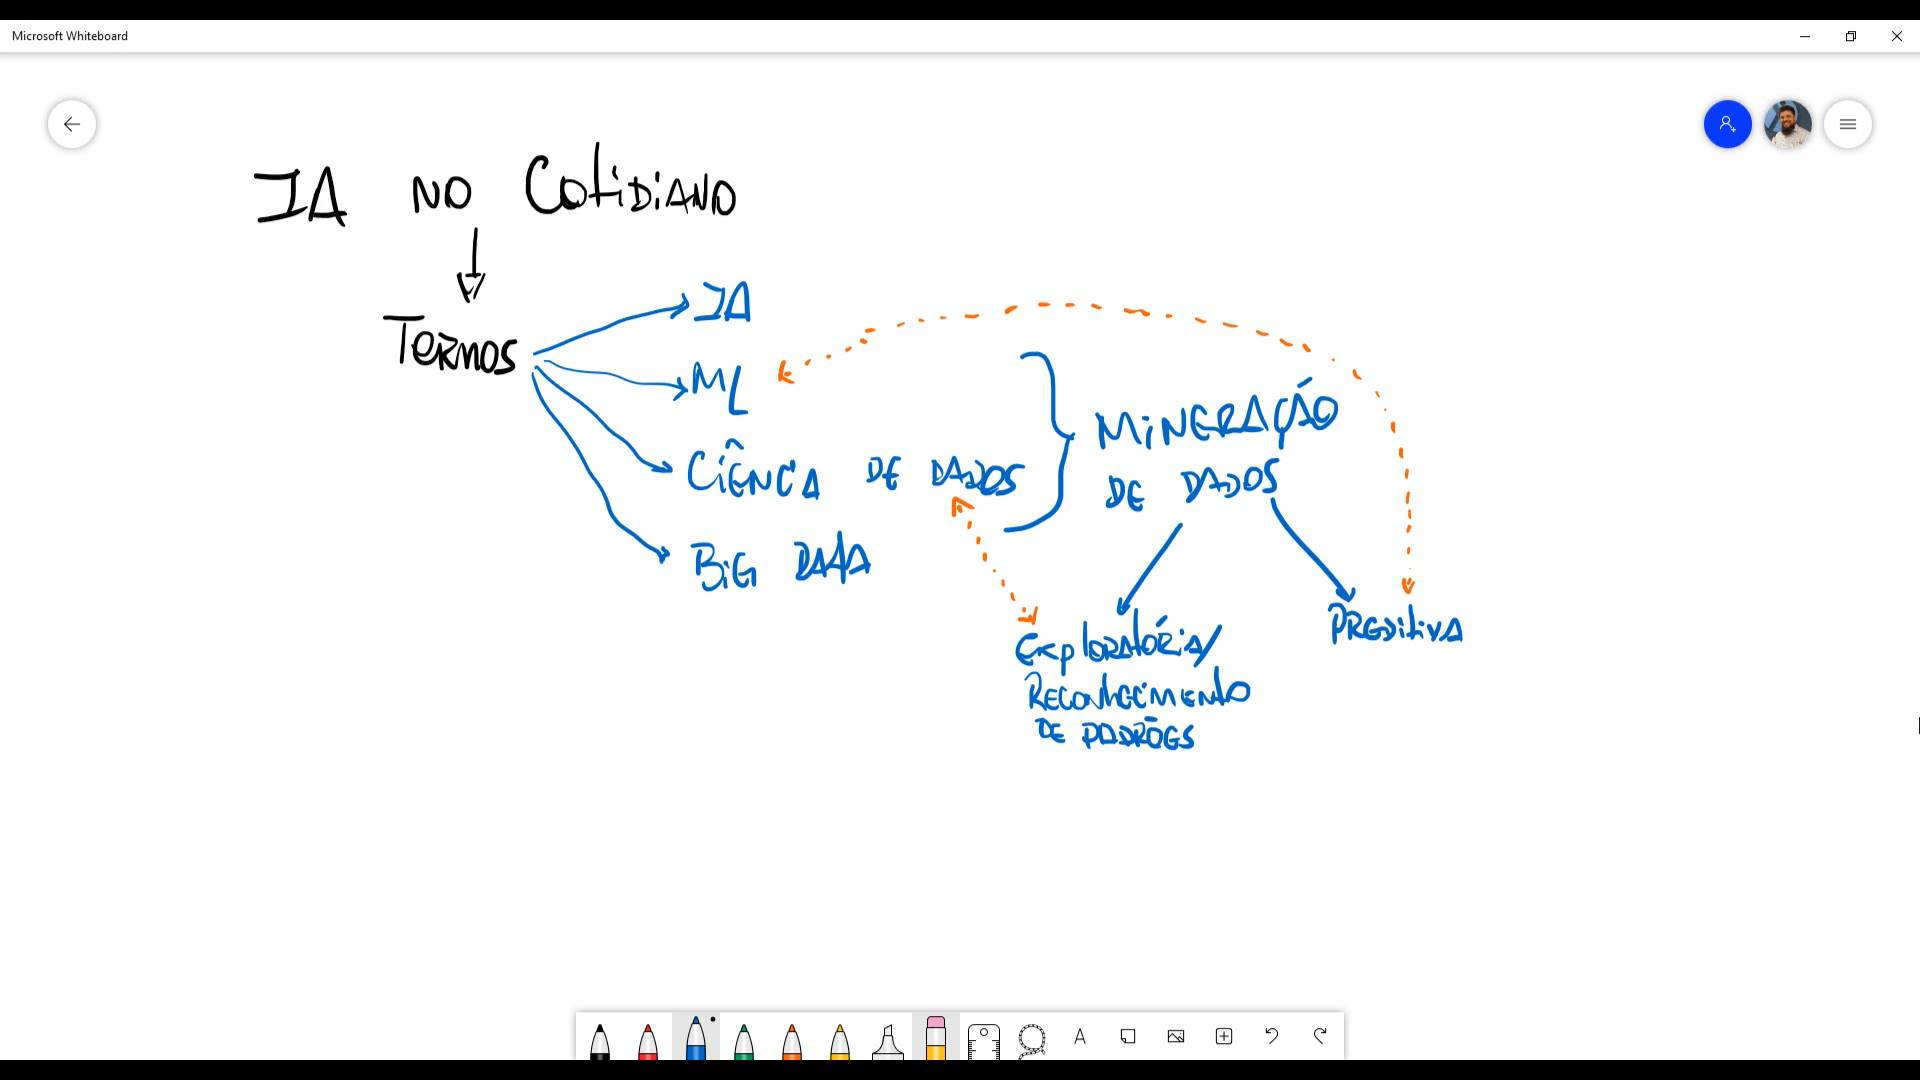 Microsoft Whiteboard
IA NO COTIDIANO
TERMOS
IA
ML
CIÊNCIA DE DADOS
BIG DATA
MINERAÇÃO
DE DADOS
EXPLORATÓRIA/
RECONHECIMENTO
DE PADRÕES
PREDITIVA
A